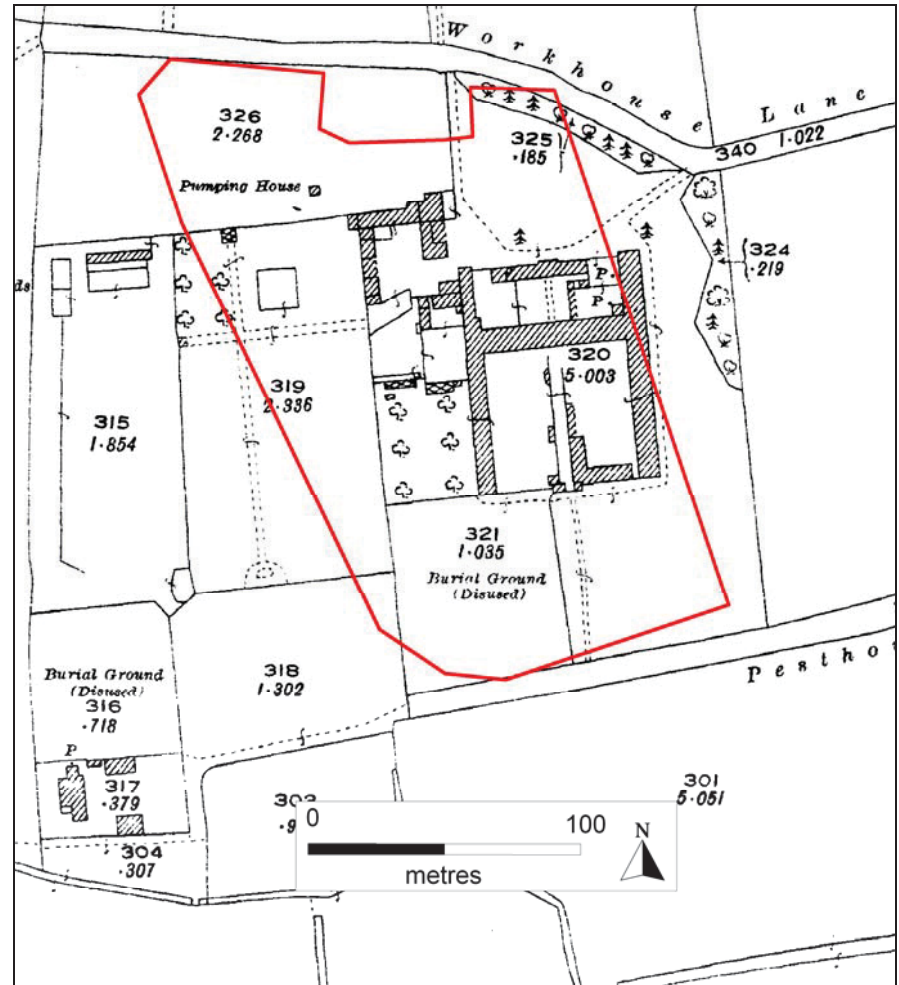 Workhouse Lane
326
2·268
325
·185
340 1·022
Pumping House
324
·219
ds
P
P
320
5·003
319
2·336
315
1·854
321
1·035
Burial Ground
(Disused)
Burial Ground
(Disused)
316
·718
318
1·302
Pestho
P
317
·379
301
5·051
304
·307
0 100
metres
N